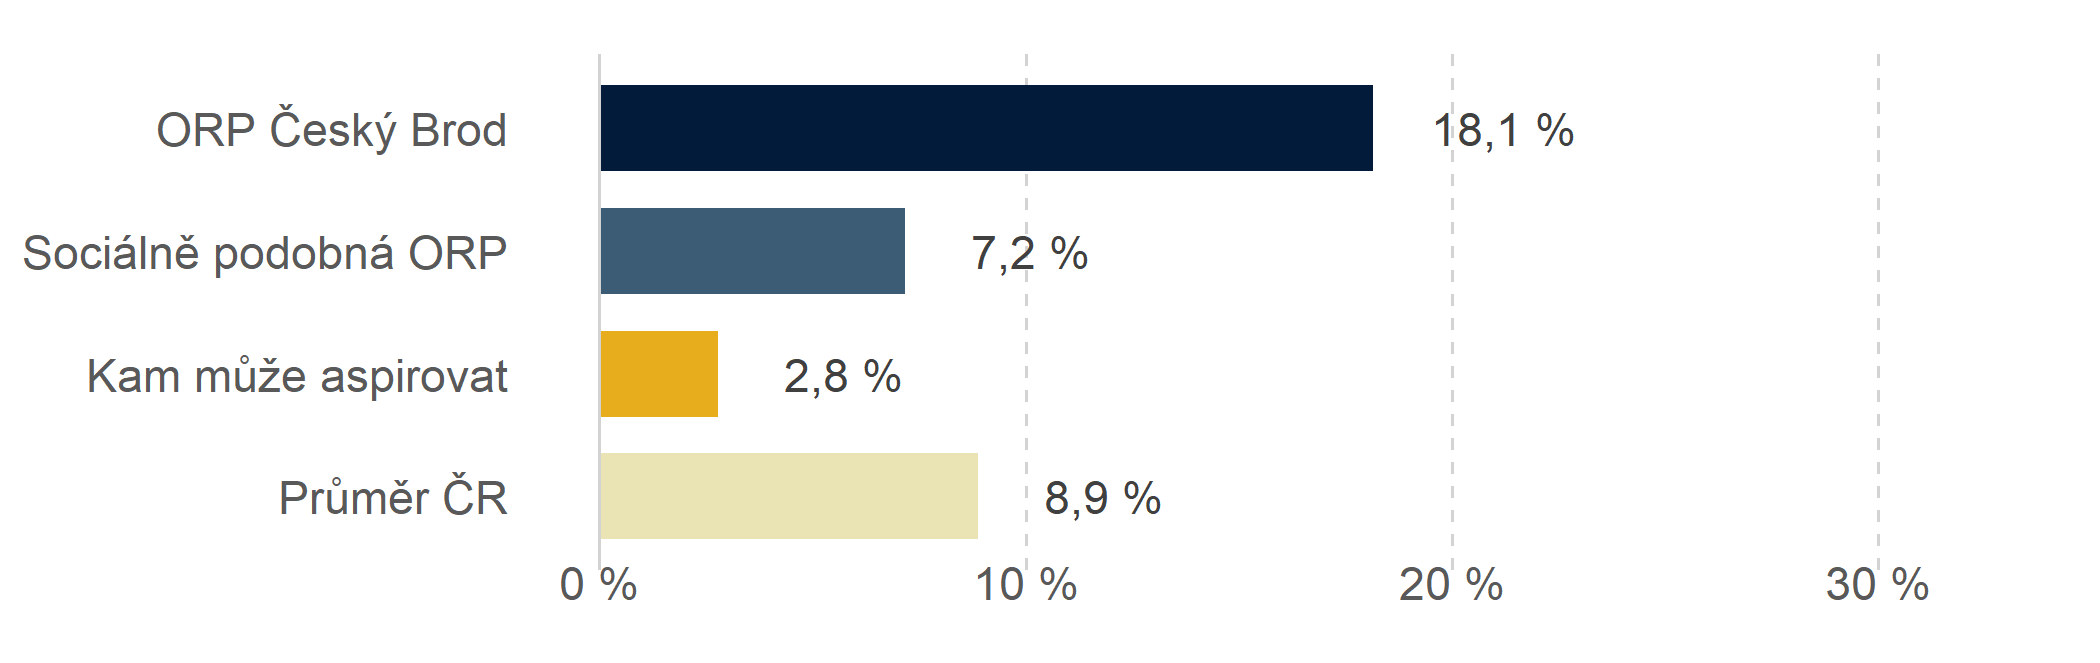 ORP Český Brod 18,1 %
Sociálně podobná ORP 7,2 %
Kam může aspirovat 2,8 %
Průměr ČR 8,9 %
0 % 10 % 20 % 30 %